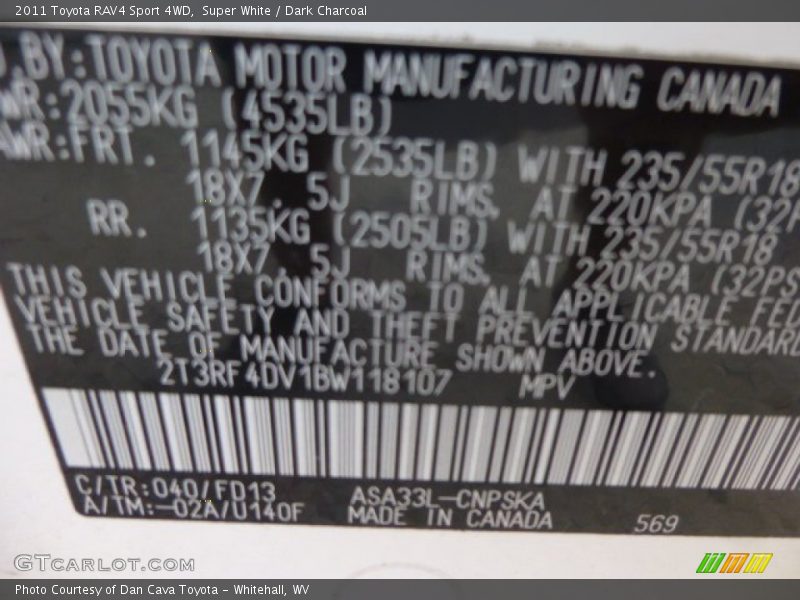 2011 Toyota RAV4 Sport 4WD, Super White / Dark Charcoal
D.BY:TOYOTA MOTOR MANUFACTURING CANADA
WR:2055KG (4535LB)
AWR:FRT. 1145KG (2535LB) WITH 235/55R18
18X7.5J RIMS, AT 220KPA (32P
RR. 1135KG (2505LB) WITH 235/55R18
18X7.5J RIMS, AT 220KPA (32PS
THIS VEHICLE CONFORMS TO ALL APPLICABLE FED
VEHICLE SAFETY AND THEFT PREVENTION STANDARD
THE DATE OF MANUFACTURE SHOWN ABOVE.
2T3RF4DV1BW118107 MPV
C/TR:040/FD13 ASA33L-CNPSKA
A/TM:-02A/U140F MADE IN CANADA 569
GTCARLOT.COM
Photo Courtesy of Dan Cava Toyota - Whitehall, WV